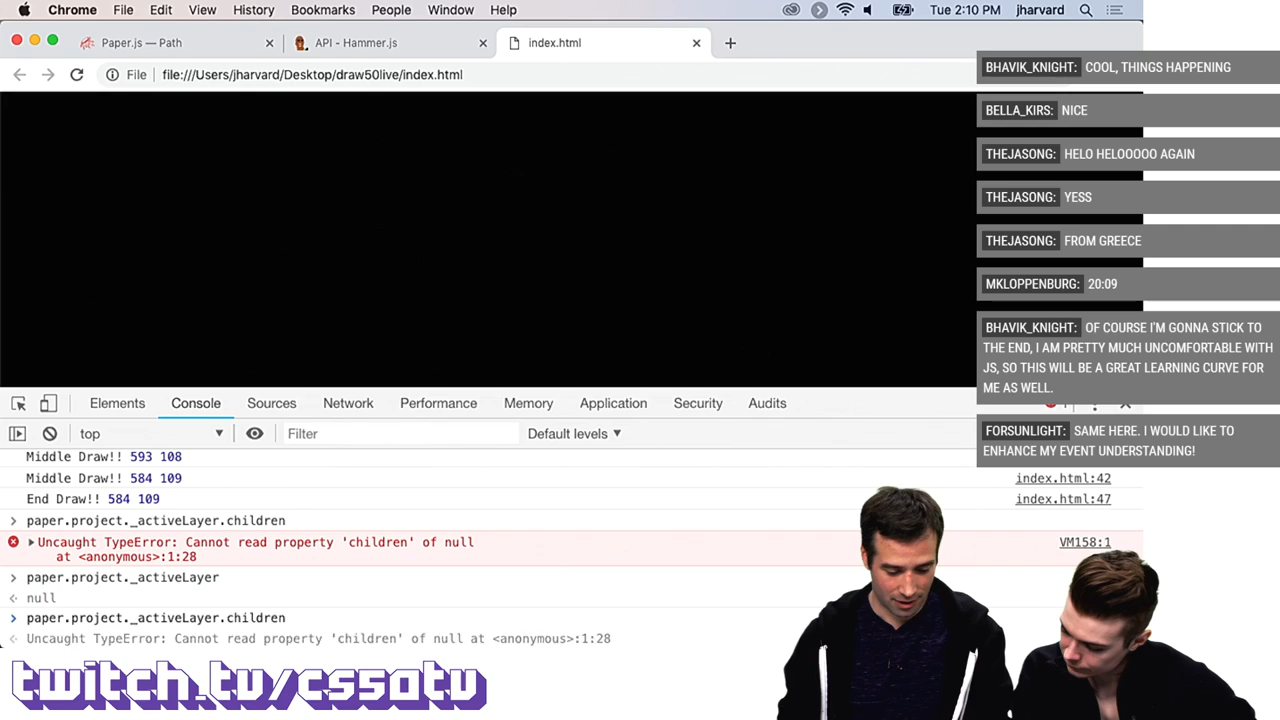 Chrome File Edit View History Bookmarks People Window Help Tue 2:10 PM jharvard
Paper.js — Path API - Hammer.js index.html
File file:///Users/jharvard/Desktop/draw50live/index.html
BHAVIK_KNIGHT: COOL, THINGS HAPPENING
BELLA_KIRS: NICE
THEJASONG: HELO HELOOOOO AGAIN
THEJASONG: YESS
THEJASONG: FROM GREECE
MKLOPPENBURG: 20:09
BHAVIK_KNIGHT: OF COURSE I'M GONNA STICK TO
THE END, I AM PRETTY MUCH UNCOMFORTABLE WITH
JS, SO THIS WILL BE A GREAT LEARNING CURVE FOR
ME AS WELL.
FORSUNLIGHT: SAME HERE. I WOULD LIKE TO
ENHANCE MY EVENT UNDERSTANDING!
Elements Console Sources Network Performance Memory Application Security Audits
top Filter Default levels
Middle Draw!! 593 108
Middle Draw!! 584 109 index.html:42
End Draw!! 584 109 index.html:47
paper.project._activeLayer.children
Uncaught TypeError: Cannot read property 'children' of null VM158:1
at <anonymous>:1:28
paper.project._activeLayer
null
paper.project._activeLayer.children
Uncaught TypeError: Cannot read property 'children' of null at <anonymous>:1:28
twitch.tv/cs50tv